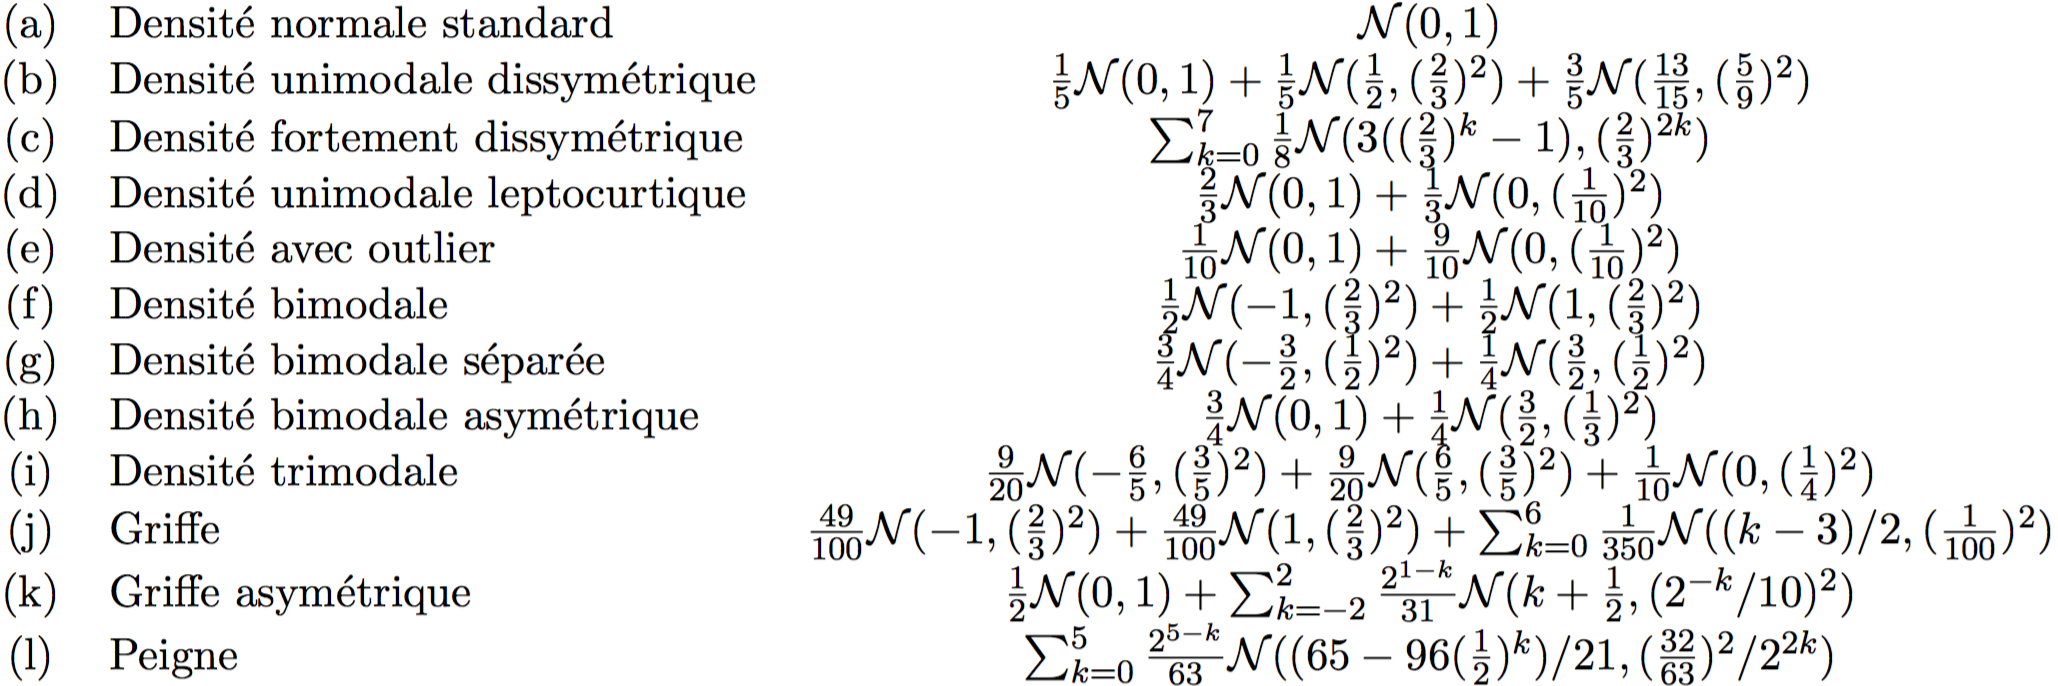 (a) Densité normale standard $\mathcal{N}(0,1)$
(b) Densité unimodale dissymétrique $\frac{1}{5}\mathcal{N}(0,1)+\frac{1}{5}\mathcal{N}(\frac{1}{2},(\frac{2}{3})^2)+\frac{3}{5}\mathcal{N}(\frac{13}{15},(\frac{5}{9})^2)$
(c) Densité fortement dissymétrique $\sum_{k=0}^{7}\frac{1}{8}\mathcal{N}(3((\frac{2}{3})^k-1),(\frac{2}{3})^{2k})$
(d) Densité unimodale leptocurtique $\frac{2}{3}\mathcal{N}(0,1)+\frac{1}{3}\mathcal{N}(0,(\frac{1}{10})^2)$
(e) Densité avec outlier $\frac{1}{10}\mathcal{N}(0,1)+\frac{9}{10}\mathcal{N}(0,(\frac{1}{10})^2)$
(f) Densité bimodale $\frac{1}{2}\mathcal{N}(-1,(\frac{2}{3})^2)+\frac{1}{2}\mathcal{N}(1,(\frac{2}{3})^2)$
(g) Densité bimodale séparée $\frac{3}{4}\mathcal{N}(-\frac{3}{2},(\frac{1}{2})^2)+\frac{1}{4}\mathcal{N}(\frac{3}{2},(\frac{1}{2})^2)$
(h) Densité bimodale asymétrique $\frac{3}{4}\mathcal{N}(0,1)+\frac{1}{4}\mathcal{N}(\frac{3}{2},(\frac{1}{3})^2)$
(i) Densité trimodale $\frac{9}{20}\mathcal{N}(-\frac{6}{5},(\frac{3}{5})^2)+\frac{9}{20}\mathcal{N}(\frac{6}{5},(\frac{3}{5})^2)+\frac{1}{10}\mathcal{N}(0,(\frac{1}{4})^2)$
(j) Griffe $\frac{49}{100}\mathcal{N}(-1,(\frac{2}{3})^2)+\frac{49}{100}\mathcal{N}(1,(\frac{2}{3})^2)+\sum_{k=0}^{6}\frac{1}{350}\mathcal{N}((k-3)/2,(\frac{1}{100})^2)$
(k) Griffe asymétrique $\frac{1}{2}\mathcal{N}(0,1)+\sum_{k=-2}^{2}\frac{2^{1-k}}{31}\mathcal{N}(k+\frac{1}{2},(2^{-k}/10)^2)$
(l) Peigne $\sum_{k=0}^{5}\frac{2^{5-k}}{63}\mathcal{N}((65-96(\frac{1}{2})^k)/21,(\frac{32}{63})^2/2^{2k})$